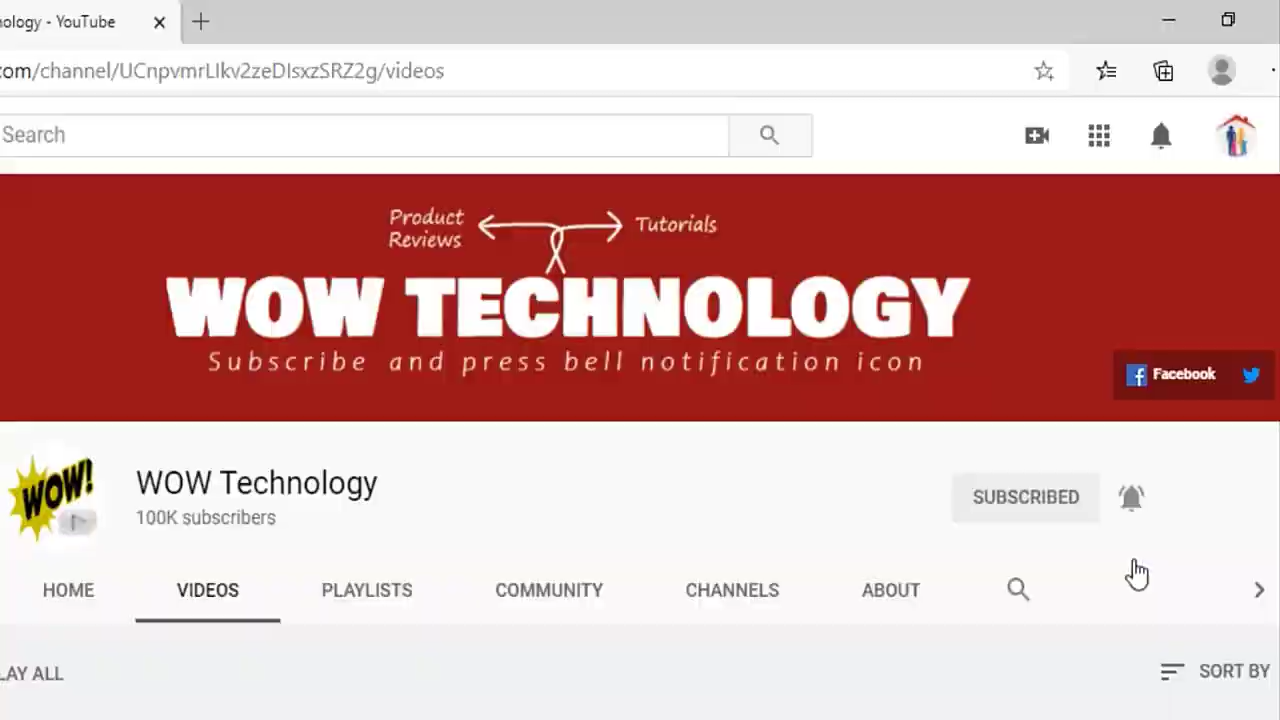 nology - YouTube
com/channel/UCnpvmrLIkv2zeDIsxzSRZ2g/videos
Search
Product
Reviews
Tutorials
WOW TECHNOLOGY
Subscribe and press bell notification icon
Facebook
WOW!
WOW Technology
100K subscribers
SUBSCRIBED
HOME VIDEOS PLAYLISTS COMMUNITY CHANNELS ABOUT
LAY ALL SORT BY